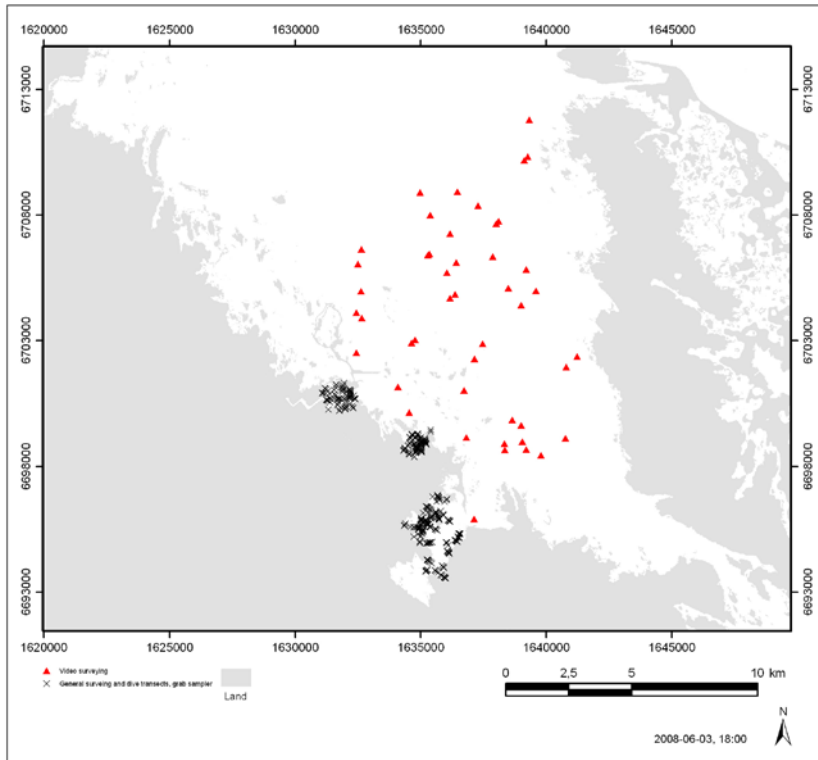 1620000 1625000 1630000 1635000 1640000 1645000
6713000 6713000
6708000 6708000
6703000 6703000
6698000 6698000
6693000 6693000
1620000 1625000 1630000 1635000 1640000 1645000
Video surveying
General surveing and dive transects, grab sampler
Land
0 2,5 5 10 km
N
2008-06-03, 18:00